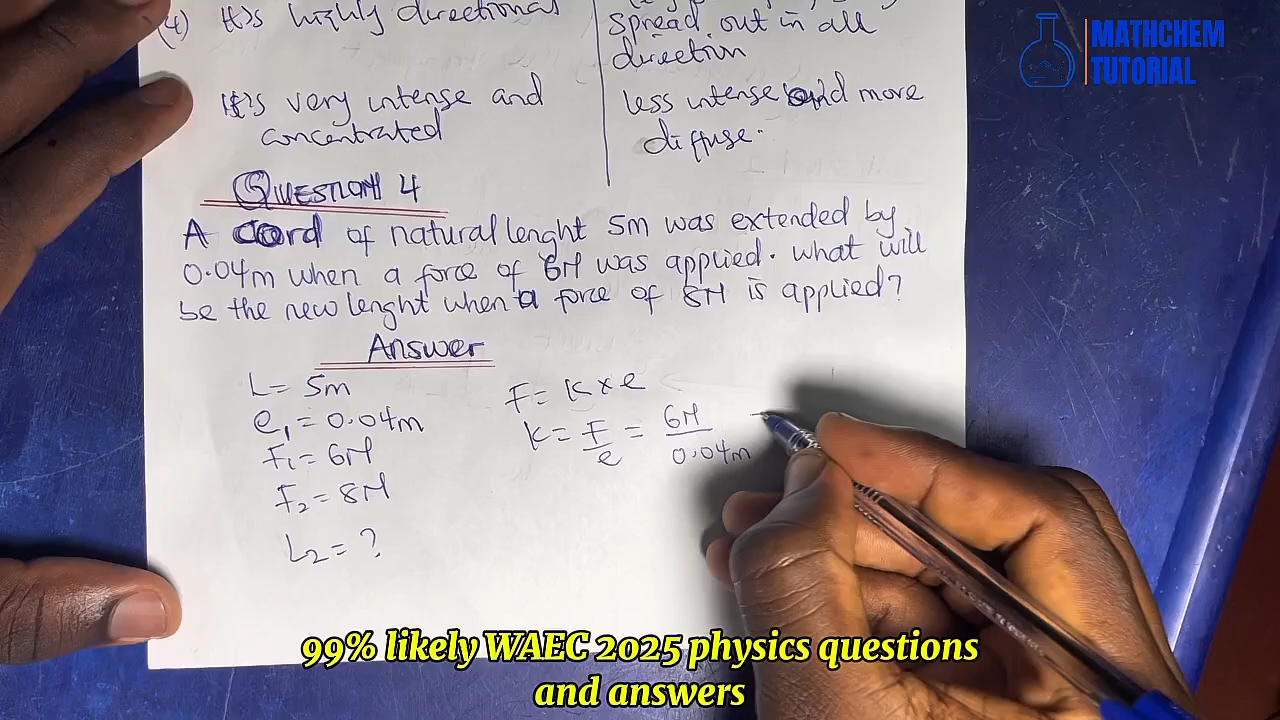 (4) It's highly directional
Spread out in all
direction
It's very intense and
concentrated
less intense and more
diffuse.
QUESTION 4
A Cord of natural lenght 5m was extended by
0.04m when a force of 6N was applied. what will
be the new lenght when a force of 8N is applied?
Answer
L = 5m
e₁ = 0.04m
F₁ = 6N
F₂ = 8N
L₂ = ?
F = K x e
K = F/e = 6N/0.04m
MATHCHEM
TUTORIAL
99% likely WAEC 2025 physics questions
and answers